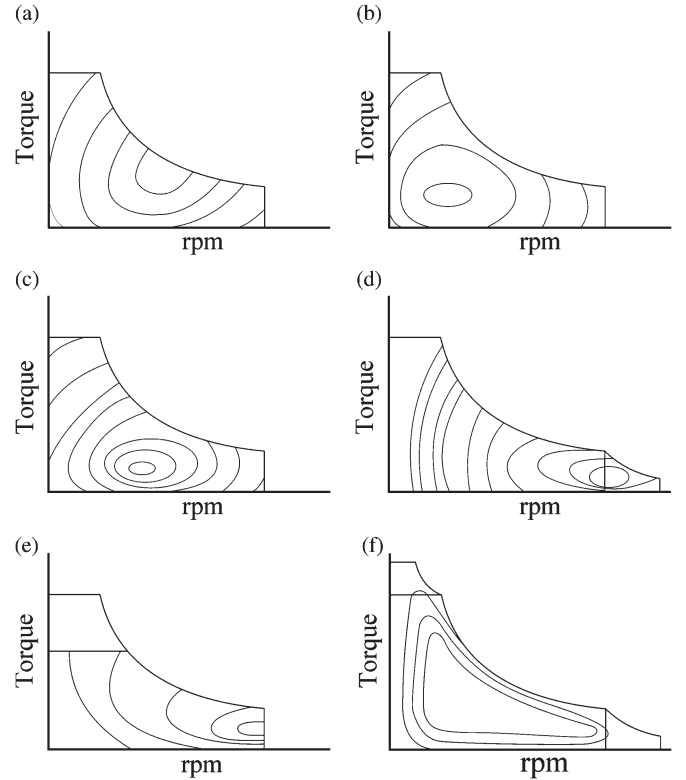 (a)
(b)
Torque
Torque
rpm
rpm
(c)
(d)
Torque
Torque
rpm
rpm
(e)
(f)
Torque
Torque
rpm
rpm